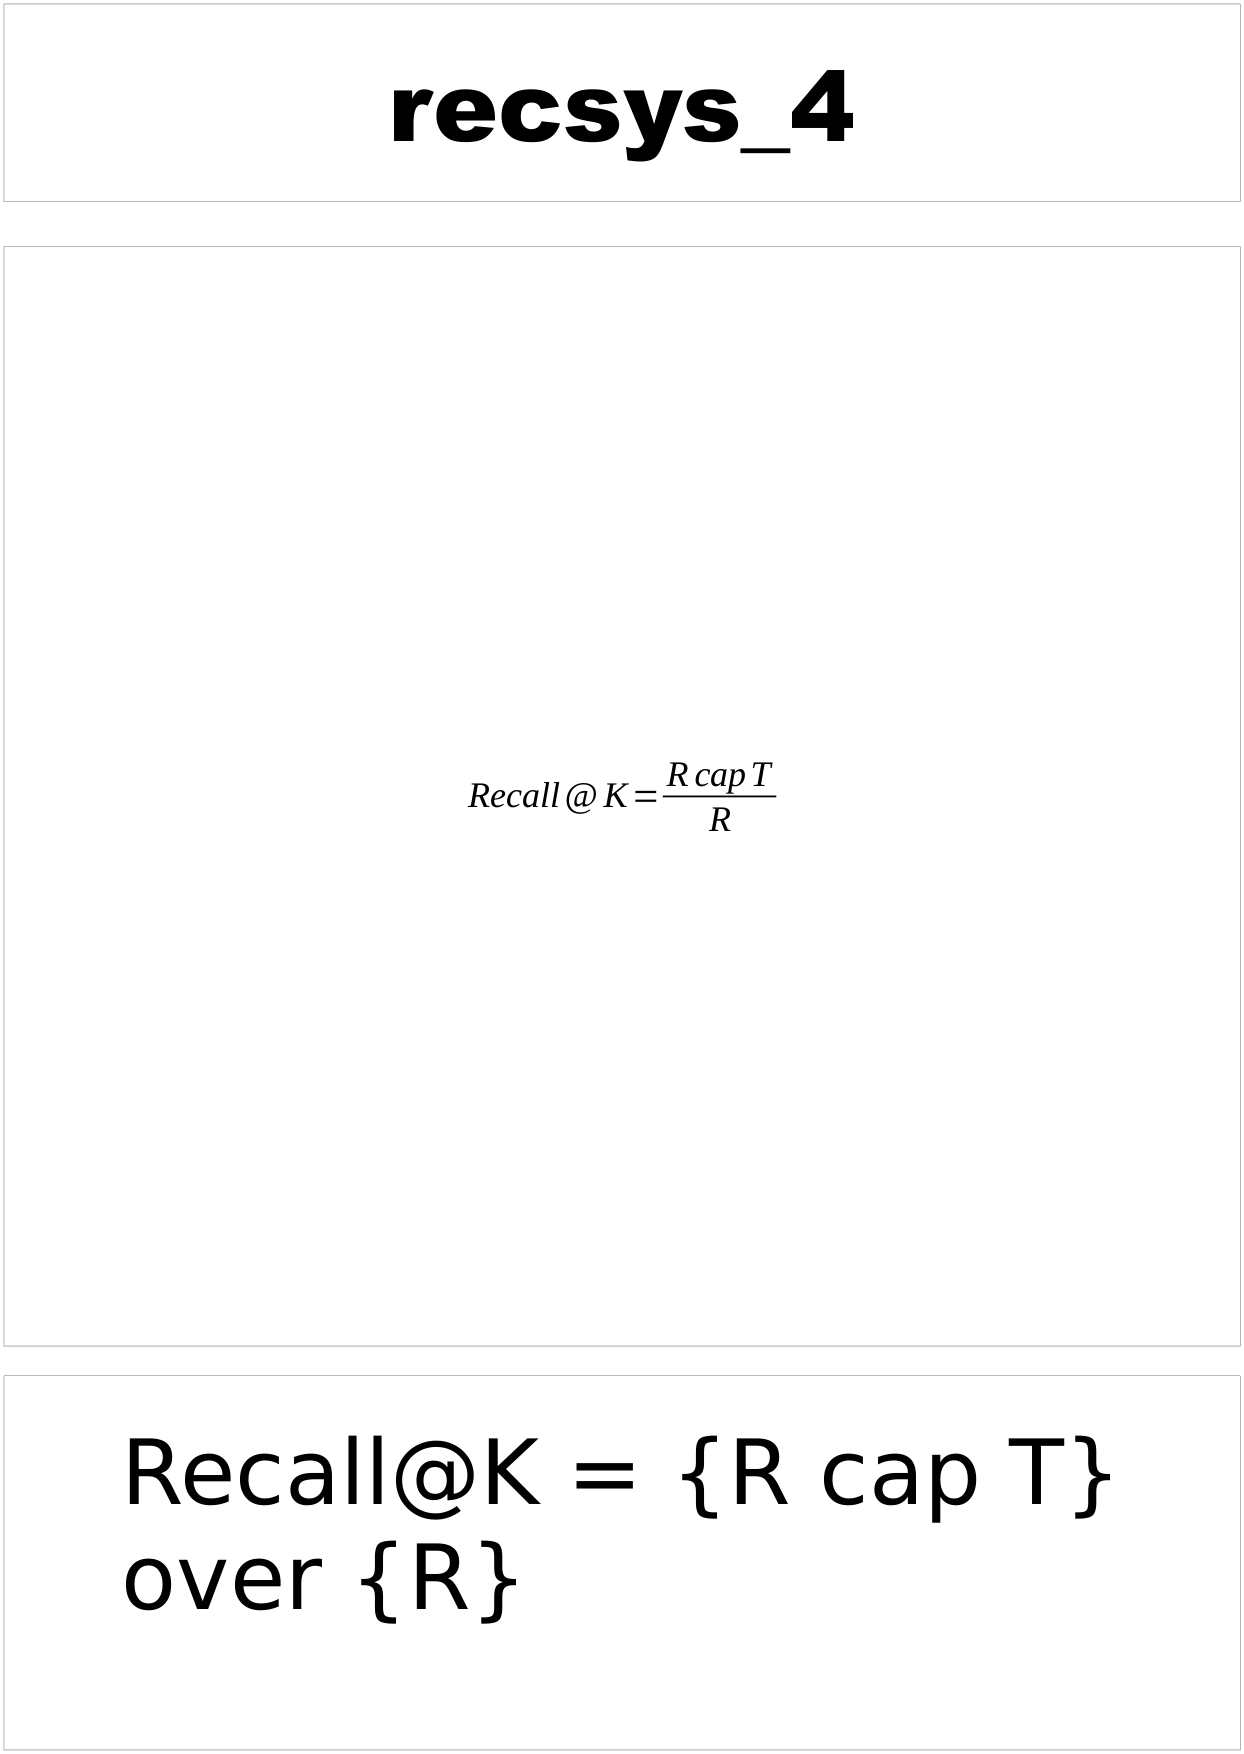 recsys_4
Recall@K = R cap T
R
Recall@K = {R cap T}
over {R}